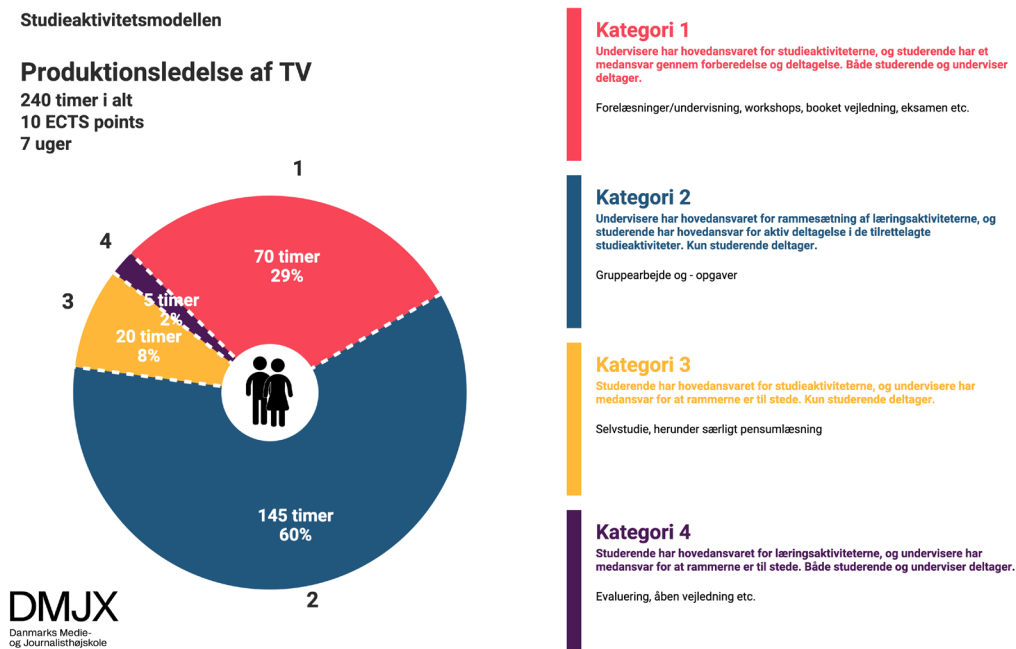 Studieaktivitetsmodellen
Produktionsledelse af TV
240 timer i alt
10 ECTS points
7 uger
1
4
3
2
70 timer
29%
5 timer
2%
20 timer
8%
145 timer
60%
DMJX
Danmarks Medie-
og Journalisthøjskole
Kategori 1
Undervisere har hovedansvaret for studieaktiviteterne, og studerende har et
medansvar gennem forberedelse og deltagelse. Både studerende og underviser
deltager.
Forelæsninger/undervisning, workshops, booket vejledning, eksamen etc.
Kategori 2
Undervisere har hovedansvaret for rammesætning af læringsaktiviteterne, og
studerende har hovedansvar for aktiv deltagelse i de tilrettelagte
studieaktiviteter. Kun studerende deltager.
Gruppearbejde og - opgaver
Kategori 3
Studerende har hovedansvaret for studieaktiviteterne, og undervisere har
medansvar for at rammerne er til stede. Kun studerende deltager.
Selvstudie, herunder særligt pensumlæsning
Kategori 4
Studerende har hovedansvaret for læringsaktiviteterne, og undervisere har
medansvar for at rammerne er til stede. Både studerende og underviser deltager.
Evaluering, åben vejledning etc.